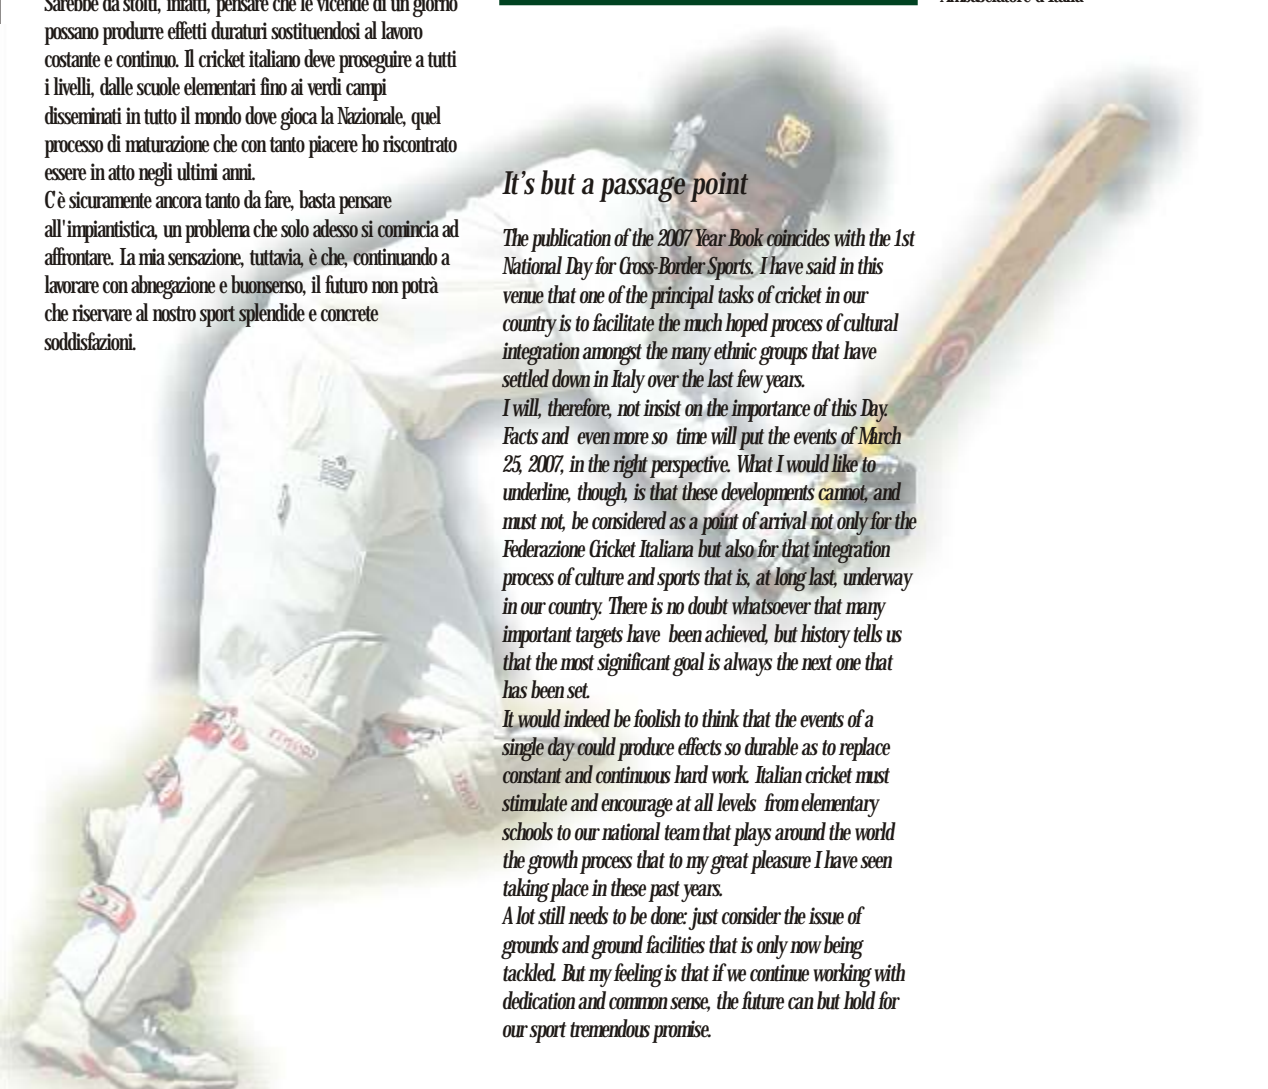 Sarebbe da stolti, infatti, pensare che le vicende di un giorno
possano produrre effetti duraturi sostituendosi al lavoro
costante e continuo. Il cricket italiano deve proseguire a tutti
i livelli, dalle scuole elementari fino ai verdi campi
disseminati in tutto il mondo dove gioca la Nazionale, quel
processo di maturazione che con tanto piacere ho riscontrato
essere in atto negli ultimi anni.
C'è sicuramente ancora tanto da fare, basta pensare
all'impiantistica, un problema che solo adesso si comincia ad
affrontare. La mia sensazione, tuttavia, è che, continuando a
lavorare con abnegazione e buonsenso, il futuro non potrà
che riservare al nostro sport splendide e concrete
soddisfazioni.
It's but a passage point
The publication of the 2007 Year Book coincides with the 1st
National Day for Cross-Border Sports. I have said in this
venue that one of the principal tasks of cricket in our
country is to facilitate the much hoped process of cultural
integration amongst the many ethnic groups that have
settled down in Italy over the last few years.
I will, therefore, not insist on the importance of this Day.
Facts and even more so time will put the events of March
25, 2007, in the right perspective. What I would like to
underline, though, is that these developments cannot, and
must not, be considered as a point of arrival not only for the
Federazione Cricket Italiana but also for that integration
process of culture and sports that is, at long last, underway
in our country. There is no doubt whatsoever that many
important targets have been achieved, but history tells us
that the most significant goal is always the next one that
has been set.
It would indeed be foolish to think that the events of a
single day could produce effects so durable as to replace
constant and continuous hard work. Italian cricket must
stimulate and encourage at all levels from elementary
schools to our national team that plays around the world
the growth process that to my great pleasure I have seen
taking place in these past years.
A lot still needs to be done: just consider the issue of
grounds and ground facilities that is only now being
tackled. But my feeling is that if we continue working with
dedication and common sense, the future can but hold for
our sport tremendous promise.
Ambasciatore d'Italia